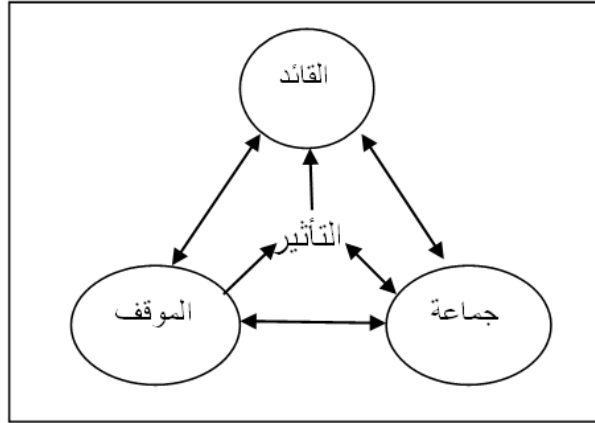 القائد
التأثير
الموقف
جماعة